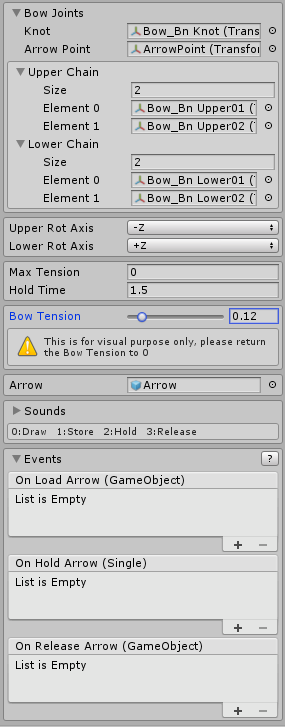 Bow Joints
Knot Bow_Bn Knot (Trans
Arrow Point ArrowPoint (Transfo
Upper Chain
Size 2
Element 0 Bow_Bn Upper01 (
Element 1 Bow_Bn Upper02 (
Lower Chain
Size 2
Element 0 Bow_Bn Lower01 (
Element 1 Bow_Bn Lower02 (
Upper Rot Axis -Z
Lower Rot Axis +Z
Max Tension 0
Hold Time 1.5
Bow Tension 0.12
This is for visual purpose only, please return
the Bow Tension to 0
Arrow Arrow
Sounds
0:Draw 1:Store 2:Hold 3:Release
Events ?
On Load Arrow (GameObject)
List is Empty
+ −
On Hold Arrow (Single)
List is Empty
+ −
On Release Arrow (GameObject)
List is Empty
+ −